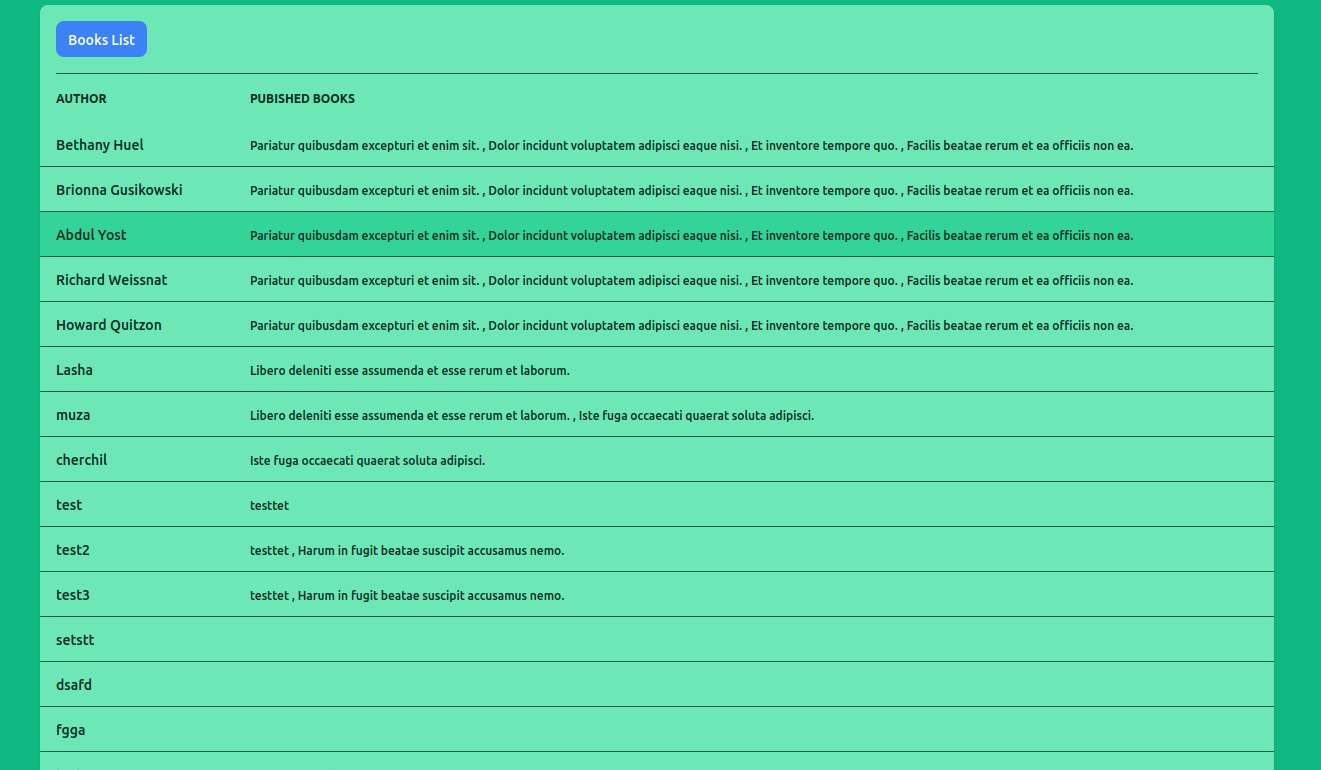 Books List
AUTHOR PUBISHED BOOKS
Bethany Huel Pariatur quibusdam excepturi et enim sit. , Dolor incidunt voluptatem adipisci eaque nisi. , Et inventore tempore quo. , Facilis beatae rerum et ea officiis non ea.
Brionna Gusikowski Pariatur quibusdam excepturi et enim sit. , Dolor incidunt voluptatem adipisci eaque nisi. , Et inventore tempore quo. , Facilis beatae rerum et ea officiis non ea.
Abdul Yost Pariatur quibusdam excepturi et enim sit. , Dolor incidunt voluptatem adipisci eaque nisi. , Et inventore tempore quo. , Facilis beatae rerum et ea officiis non ea.
Richard Weissnat Pariatur quibusdam excepturi et enim sit. , Dolor incidunt voluptatem adipisci eaque nisi. , Et inventore tempore quo. , Facilis beatae rerum et ea officiis non ea.
Howard Quitzon Pariatur quibusdam excepturi et enim sit. , Dolor incidunt voluptatem adipisci eaque nisi. , Et inventore tempore quo. , Facilis beatae rerum et ea officiis non ea.
Lasha Libero deleniti esse assumenda et esse rerum et laborum.
muza Libero deleniti esse assumenda et esse rerum et laborum. , Iste fuga occaecati quaerat soluta adipisci.
cherchil Iste fuga occaecati quaerat soluta adipisci.
test testtet
test2 testtet , Harum in fugit beatae suscipit accusamus nemo.
test3 testtet , Harum in fugit beatae suscipit accusamus nemo.
setstt
dsafd
fgga